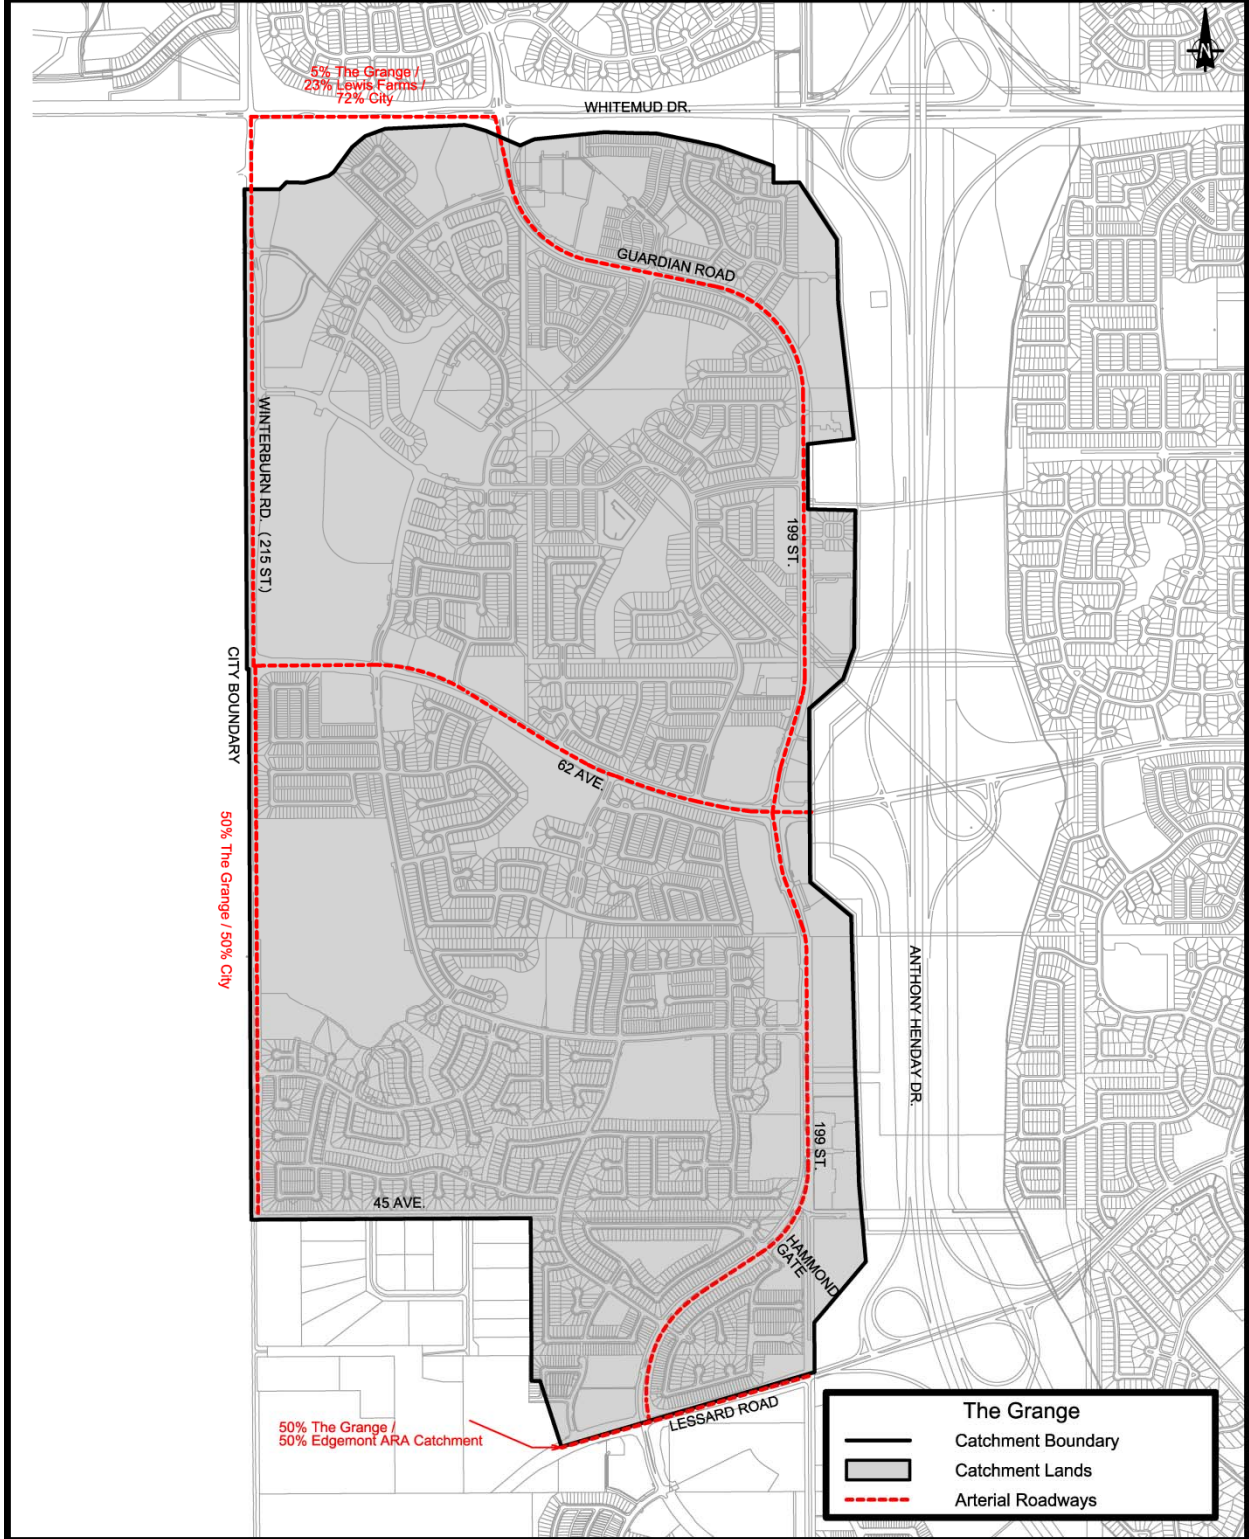 5% The Grange /
23% Lewis Farms /
72% City
WHITEMUD DR.
N
GUARDIAN ROAD
WINTERBURN RD. (215 ST.)
199 ST.
CITY BOUNDARY
62 AVE.
50% The Grange / 50% City
ANTHONY HENDAY DR.
199 ST.
45 AVE.
HAMMOND
GATE
LESSARD ROAD
50% The Grange /
50% Edgemont ARA Catchment
The Grange
Catchment Boundary
Catchment Lands
Arterial Roadways